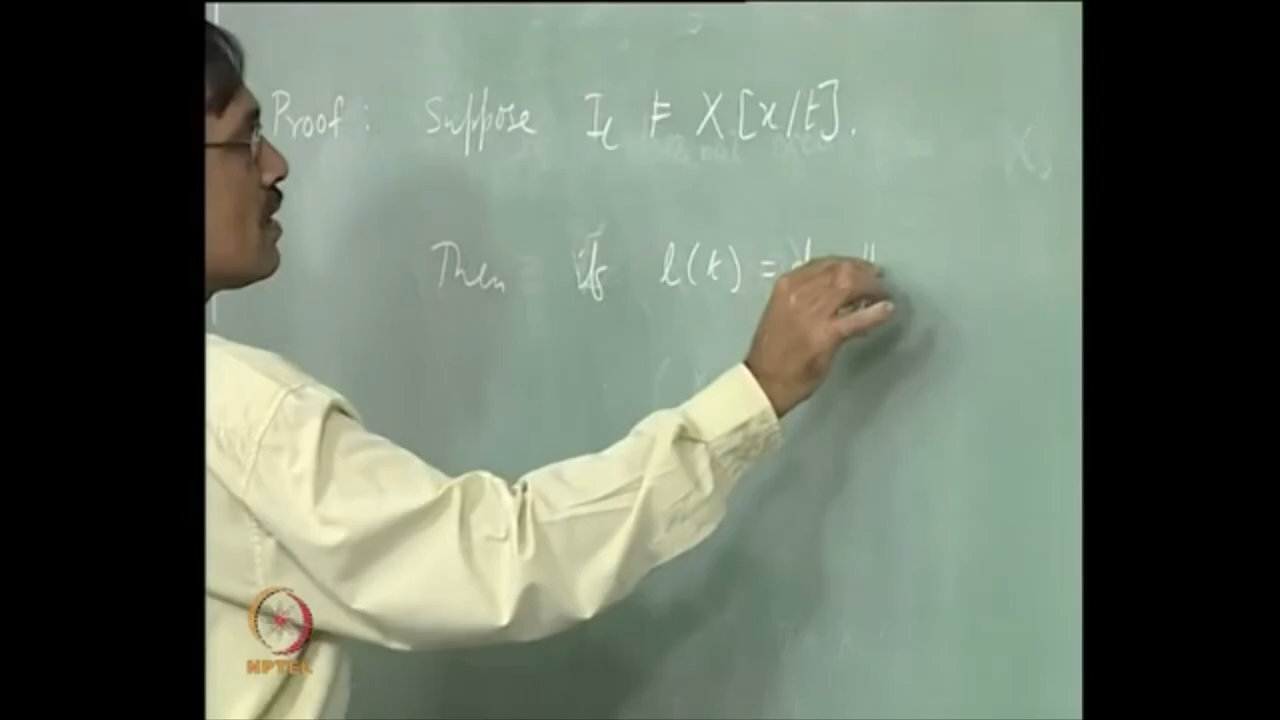 Proof : Suppose Iℓ ⊨ X [x/t].
Then if ℓ(t) =
NPTEL